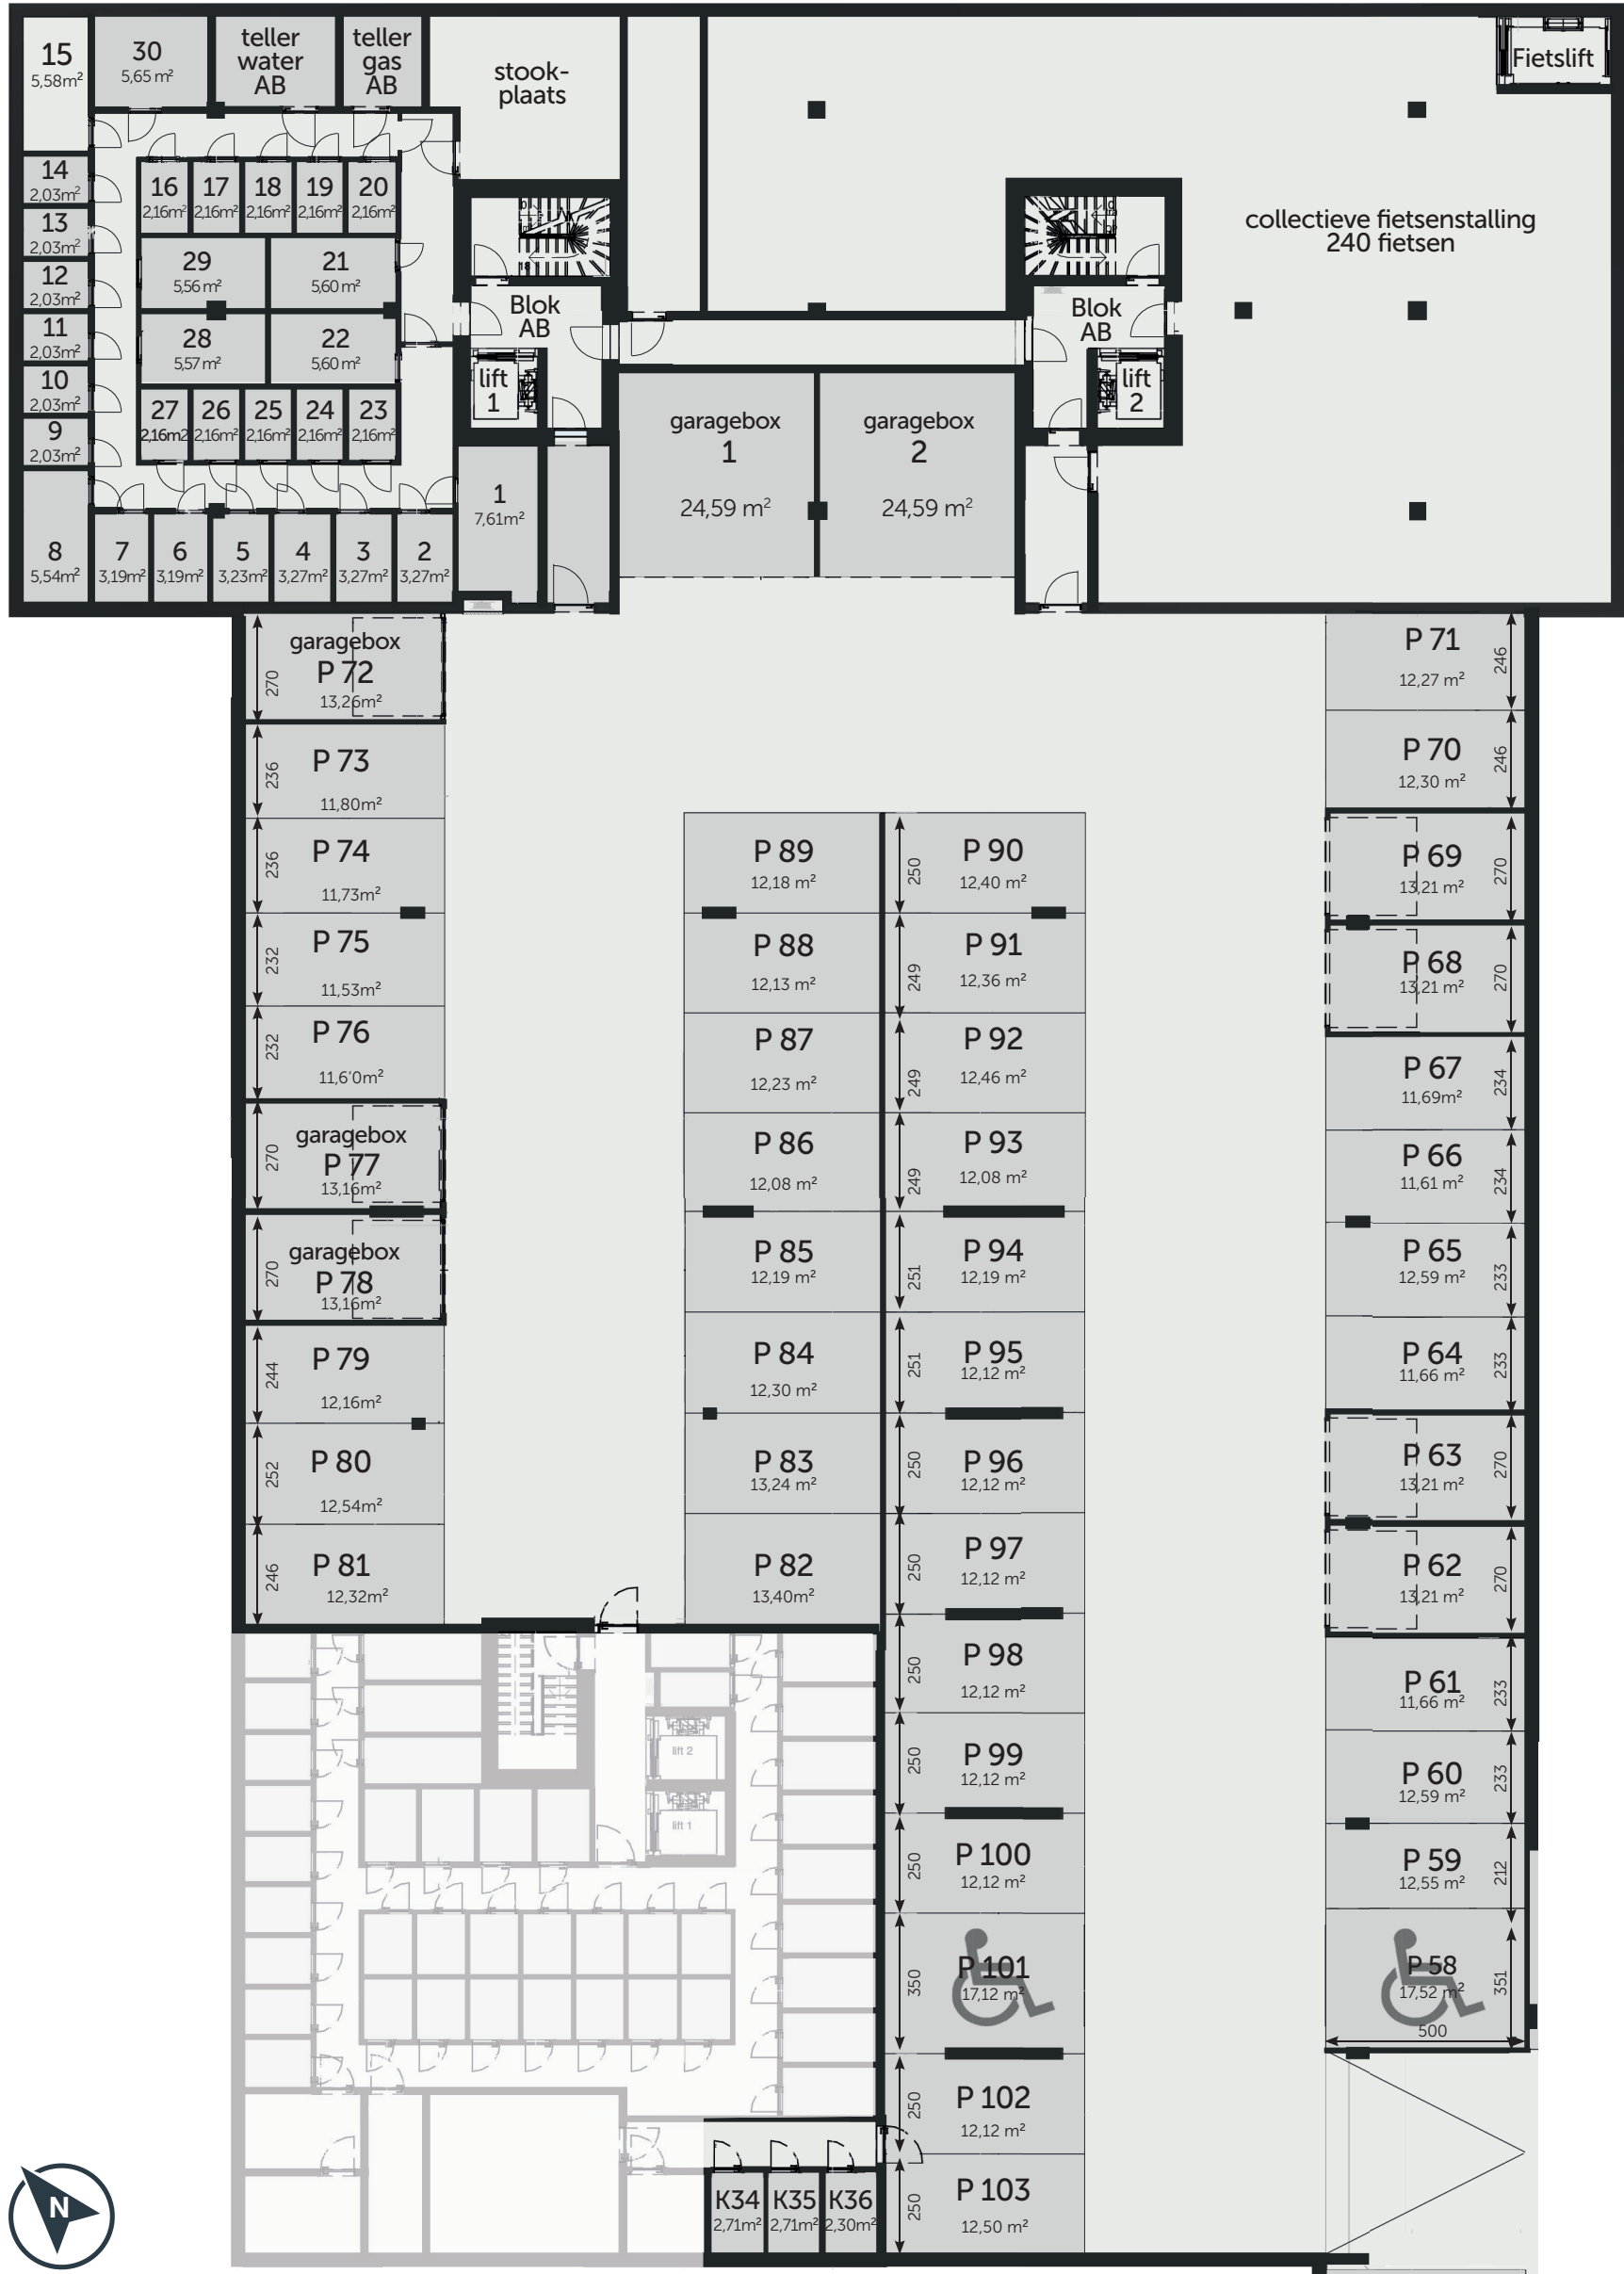 15
5,58m²
30
5,65 m²
teller
water
AB
teller
gas
AB
stook-
plaats
Fietslift
14
2,03m²
13
2,03m²
12
2,03m²
11
2,03m²
10
2,03m²
9
2,03m²
8
5,54m²
16
2,16m²
17
2,16m²
18
2,16m²
19
2,16m²
20
2,16m²
29
5,56 m²
21
5,60 m²
28
5,57 m²
22
5,60 m²
27
2,16m2
26
2,16m²
25
2,16m²
24
2,16m²
23
2,16m²
7
3,19m²
6
3,19m²
5
3,23m²
4
3,27m²
3
3,27m²
2
3,27m²
1
7,61m²
Blok
AB
lift
1
Blok
AB
lift
2
collectieve fietsenstalling
240 fietsen
garagebox
1
24,59 m²
garagebox
2
24,59 m²
garagebox
P 72
13,26m²
270
P 73
11,80m²
236
P 74
11,73m²
236
P 75
11,53m²
232
P 76
11,6'0m²
232
garagebox
P 77
13,16m²
270
garagebox
P 78
13,16m²
270
P 79
12,16m²
244
P 80
12,54m²
252
P 81
12,32m²
246
P 89
12,18 m²
P 88
12,13 m²
P 87
12,23 m²
P 86
12,08 m²
P 85
12,19 m²
P 84
12,30 m²
P 83
13,24 m²
P 82
13,40m²
P 90
12,40 m²
250
P 91
12,36 m²
249
P 92
12,46 m²
249
P 93
12,08 m²
249
P 94
12,19 m²
251
P 95
12,12 m²
251
P 96
12,12 m²
250
P 97
12,12 m²
250
P 98
12,12 m²
250
P 99
12,12 m²
250
P 100
12,12 m²
250
P 101
17,12 m²
350
P 102
12,12 m²
250
P 103
12,50 m²
250
P 71
12,27 m²
246
P 70
12,30 m²
246
P 69
13,21 m²
270
P 68
13,21 m²
270
P 67
11,69m²
234
P 66
11,61 m²
234
P 65
12,59 m²
233
P 64
11,66 m²
233
P 63
13,21 m²
270
P 62
13,21 m²
270
P 61
11,66 m²
233
P 60
12,59 m²
233
P 59
12,55 m²
212
P 58
17,52 m²
351
500
lift 2
lift 1
K34
2,71m²
K35
2,71m²
K36
2,30m²
N